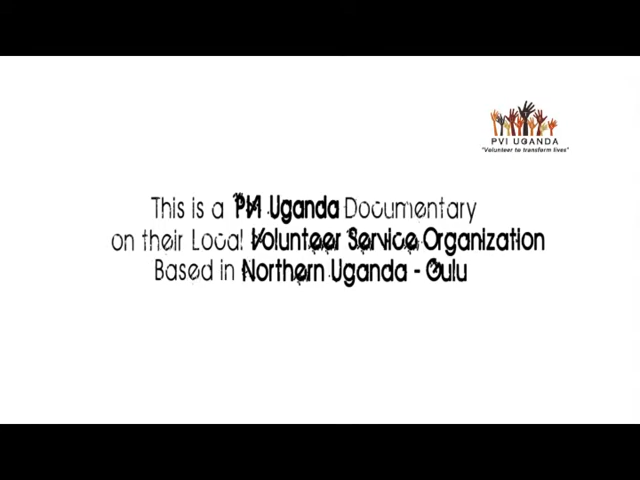 PVI UGANDA
"Volunteer to transform lives"
This is a PVI Uganda Documentary
on their Local Volunteer Service Organization
Based in Northern Uganda - Gulu